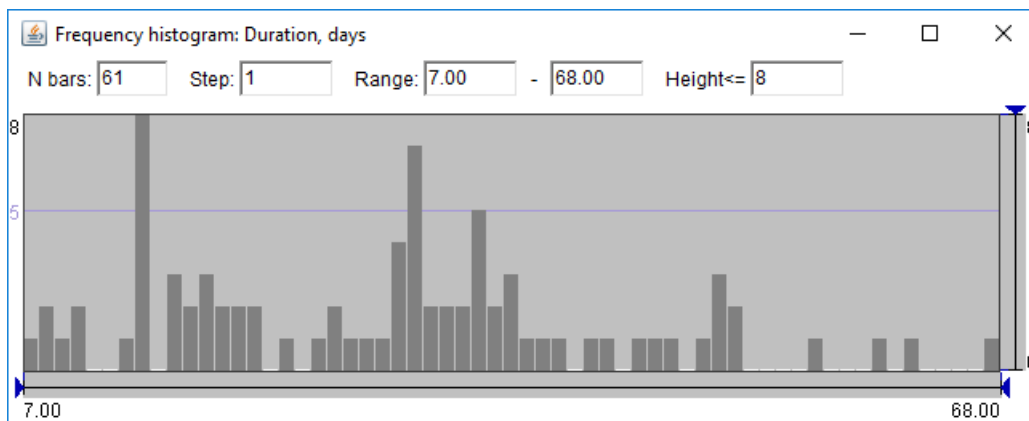 Frequency histogram: Duration, days
N bars: 61 Step: 1 Range: 7.00 - 68.00 Height<= 8
8
5
7.00 68.00